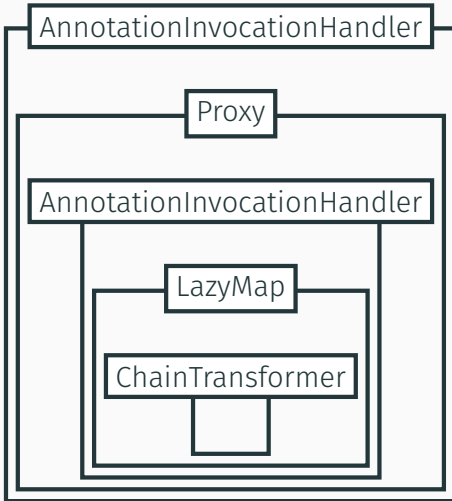 AnnotationInvocationHandler
Proxy
AnnotationInvocationHandler
LazyMap
ChainTransformer